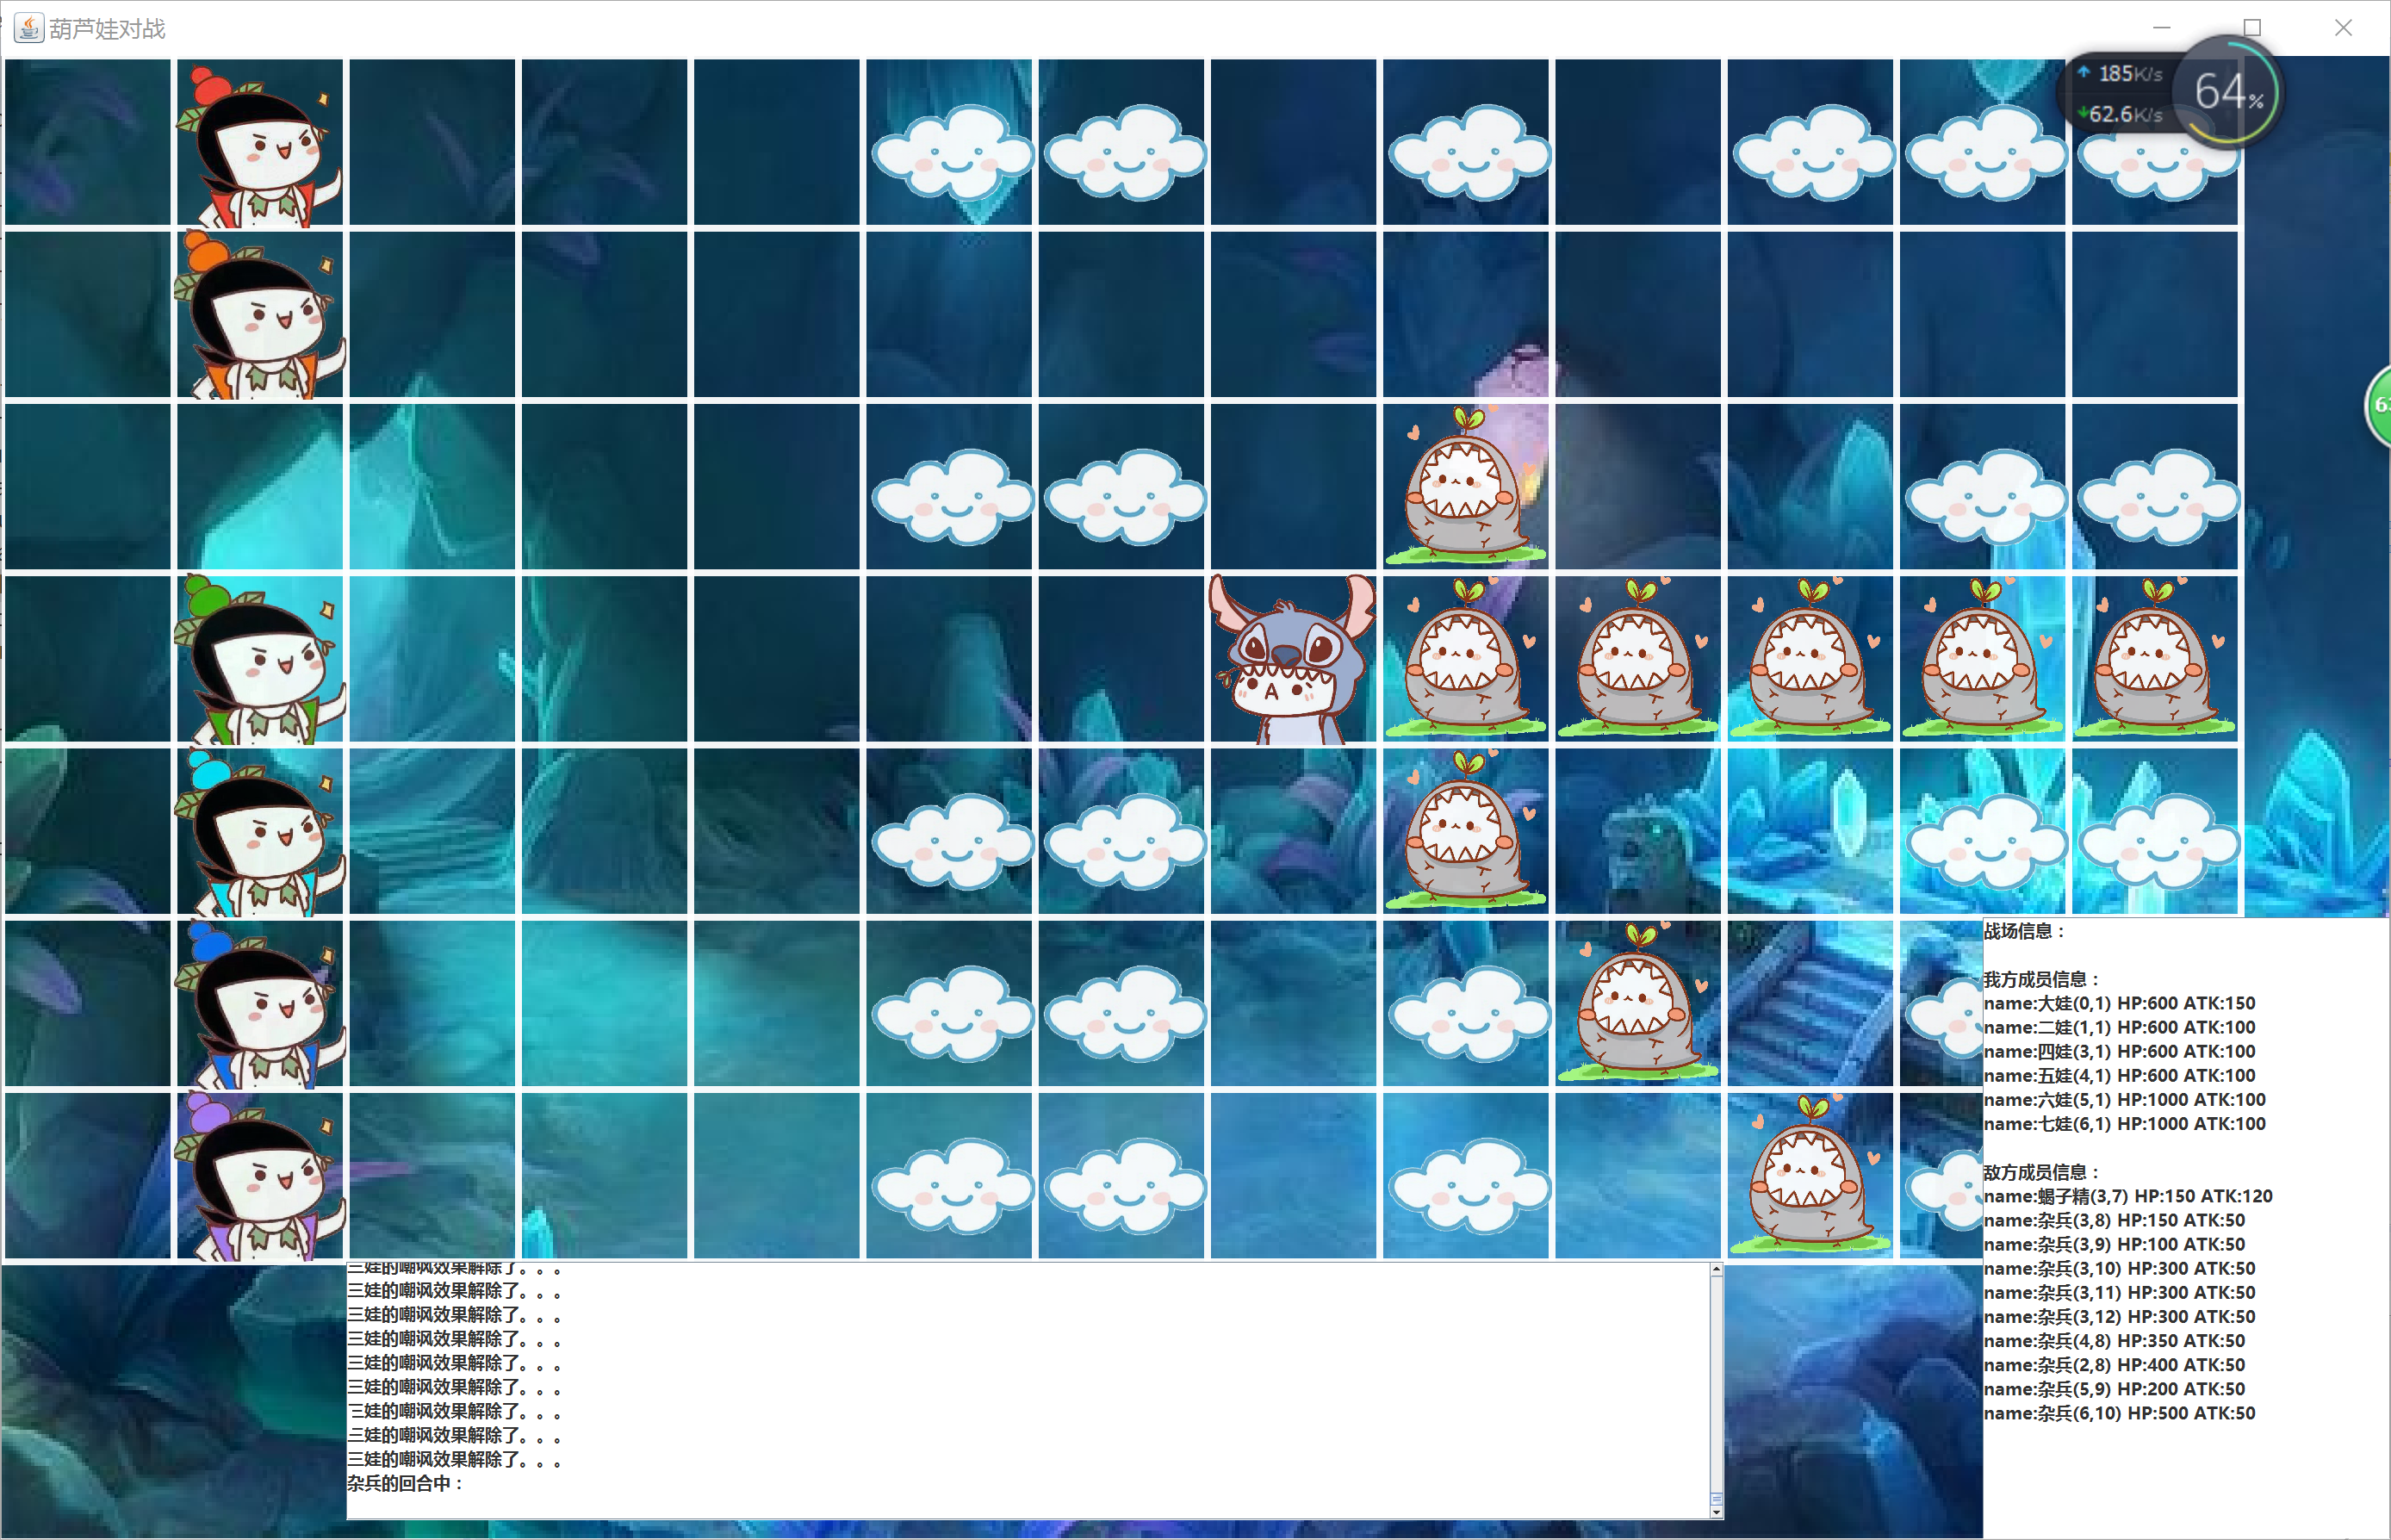 葫芦娃对战
185K/s
62.6K/s
64%
战场信息：
我方成员信息：
name:大娃(0,1) HP:600 ATK:150
name:二娃(1,1) HP:600 ATK:100
name:四娃(3,1) HP:600 ATK:100
name:五娃(4,1) HP:600 ATK:100
name:六娃(5,1) HP:1000 ATK:100
name:七娃(6,1) HP:1000 ATK:100
敌方成员信息：
name:蝎子精(3,7) HP:150 ATK:120
name:杂兵(3,8) HP:150 ATK:50
name:杂兵(3,9) HP:100 ATK:50
name:杂兵(3,10) HP:300 ATK:50
name:杂兵(3,11) HP:300 ATK:50
name:杂兵(3,12) HP:300 ATK:50
name:杂兵(4,8) HP:350 ATK:50
name:杂兵(2,8) HP:400 ATK:50
name:杂兵(5,9) HP:200 ATK:50
name:杂兵(6,10) HP:500 ATK:50
三娃的嘲讽效果解除了。。。
三娃的嘲讽效果解除了。。。
三娃的嘲讽效果解除了。。。
三娃的嘲讽效果解除了。。。
三娃的嘲讽效果解除了。。。
三娃的嘲讽效果解除了。。。
三娃的嘲讽效果解除了。。。
三娃的嘲讽效果解除了。。。
三娃的嘲讽效果解除了。。。
杂兵的回合中：